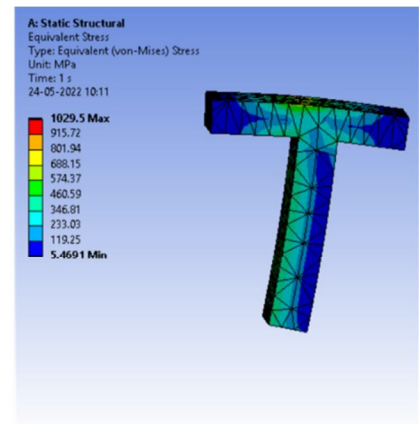 A: Static Structural
Equivalent Stress
Type: Equivalent (von-Mises) Stress
Unit: MPa
Time: 1 s
24-05-2022 10:11
1029.5 Max
915.72
801.94
688.15
574.37
460.59
346.81
233.03
119.25
5.4691 Min